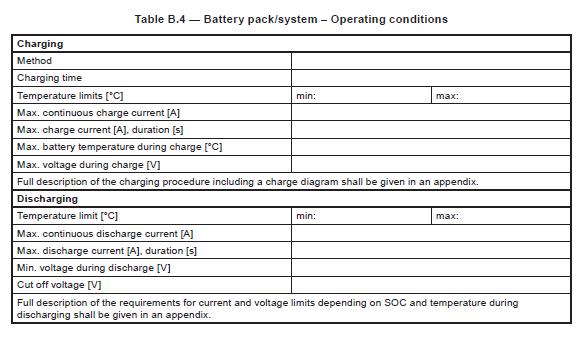 Table B.4 — Battery pack/system – Operating conditions
Charging
Method
Charging time
Temperature limits [°C] min: max:
Max. continuous charge current [A]
Max. charge current [A], duration [s]
Max. battery temperature during charge [°C]
Max. voltage during charge [V]
Full description of the charging procedure including a charge diagram shall be given in an appendix.
Discharging
Temperature limit [°C] min: max:
Max. continuous discharge current [A]
Max. discharge current [A], duration [s]
Min. voltage during discharge [V]
Cut off voltage [V]
Full description of the requirements for current and voltage limits depending on SOC and temperature during
discharging shall be given in an appendix.